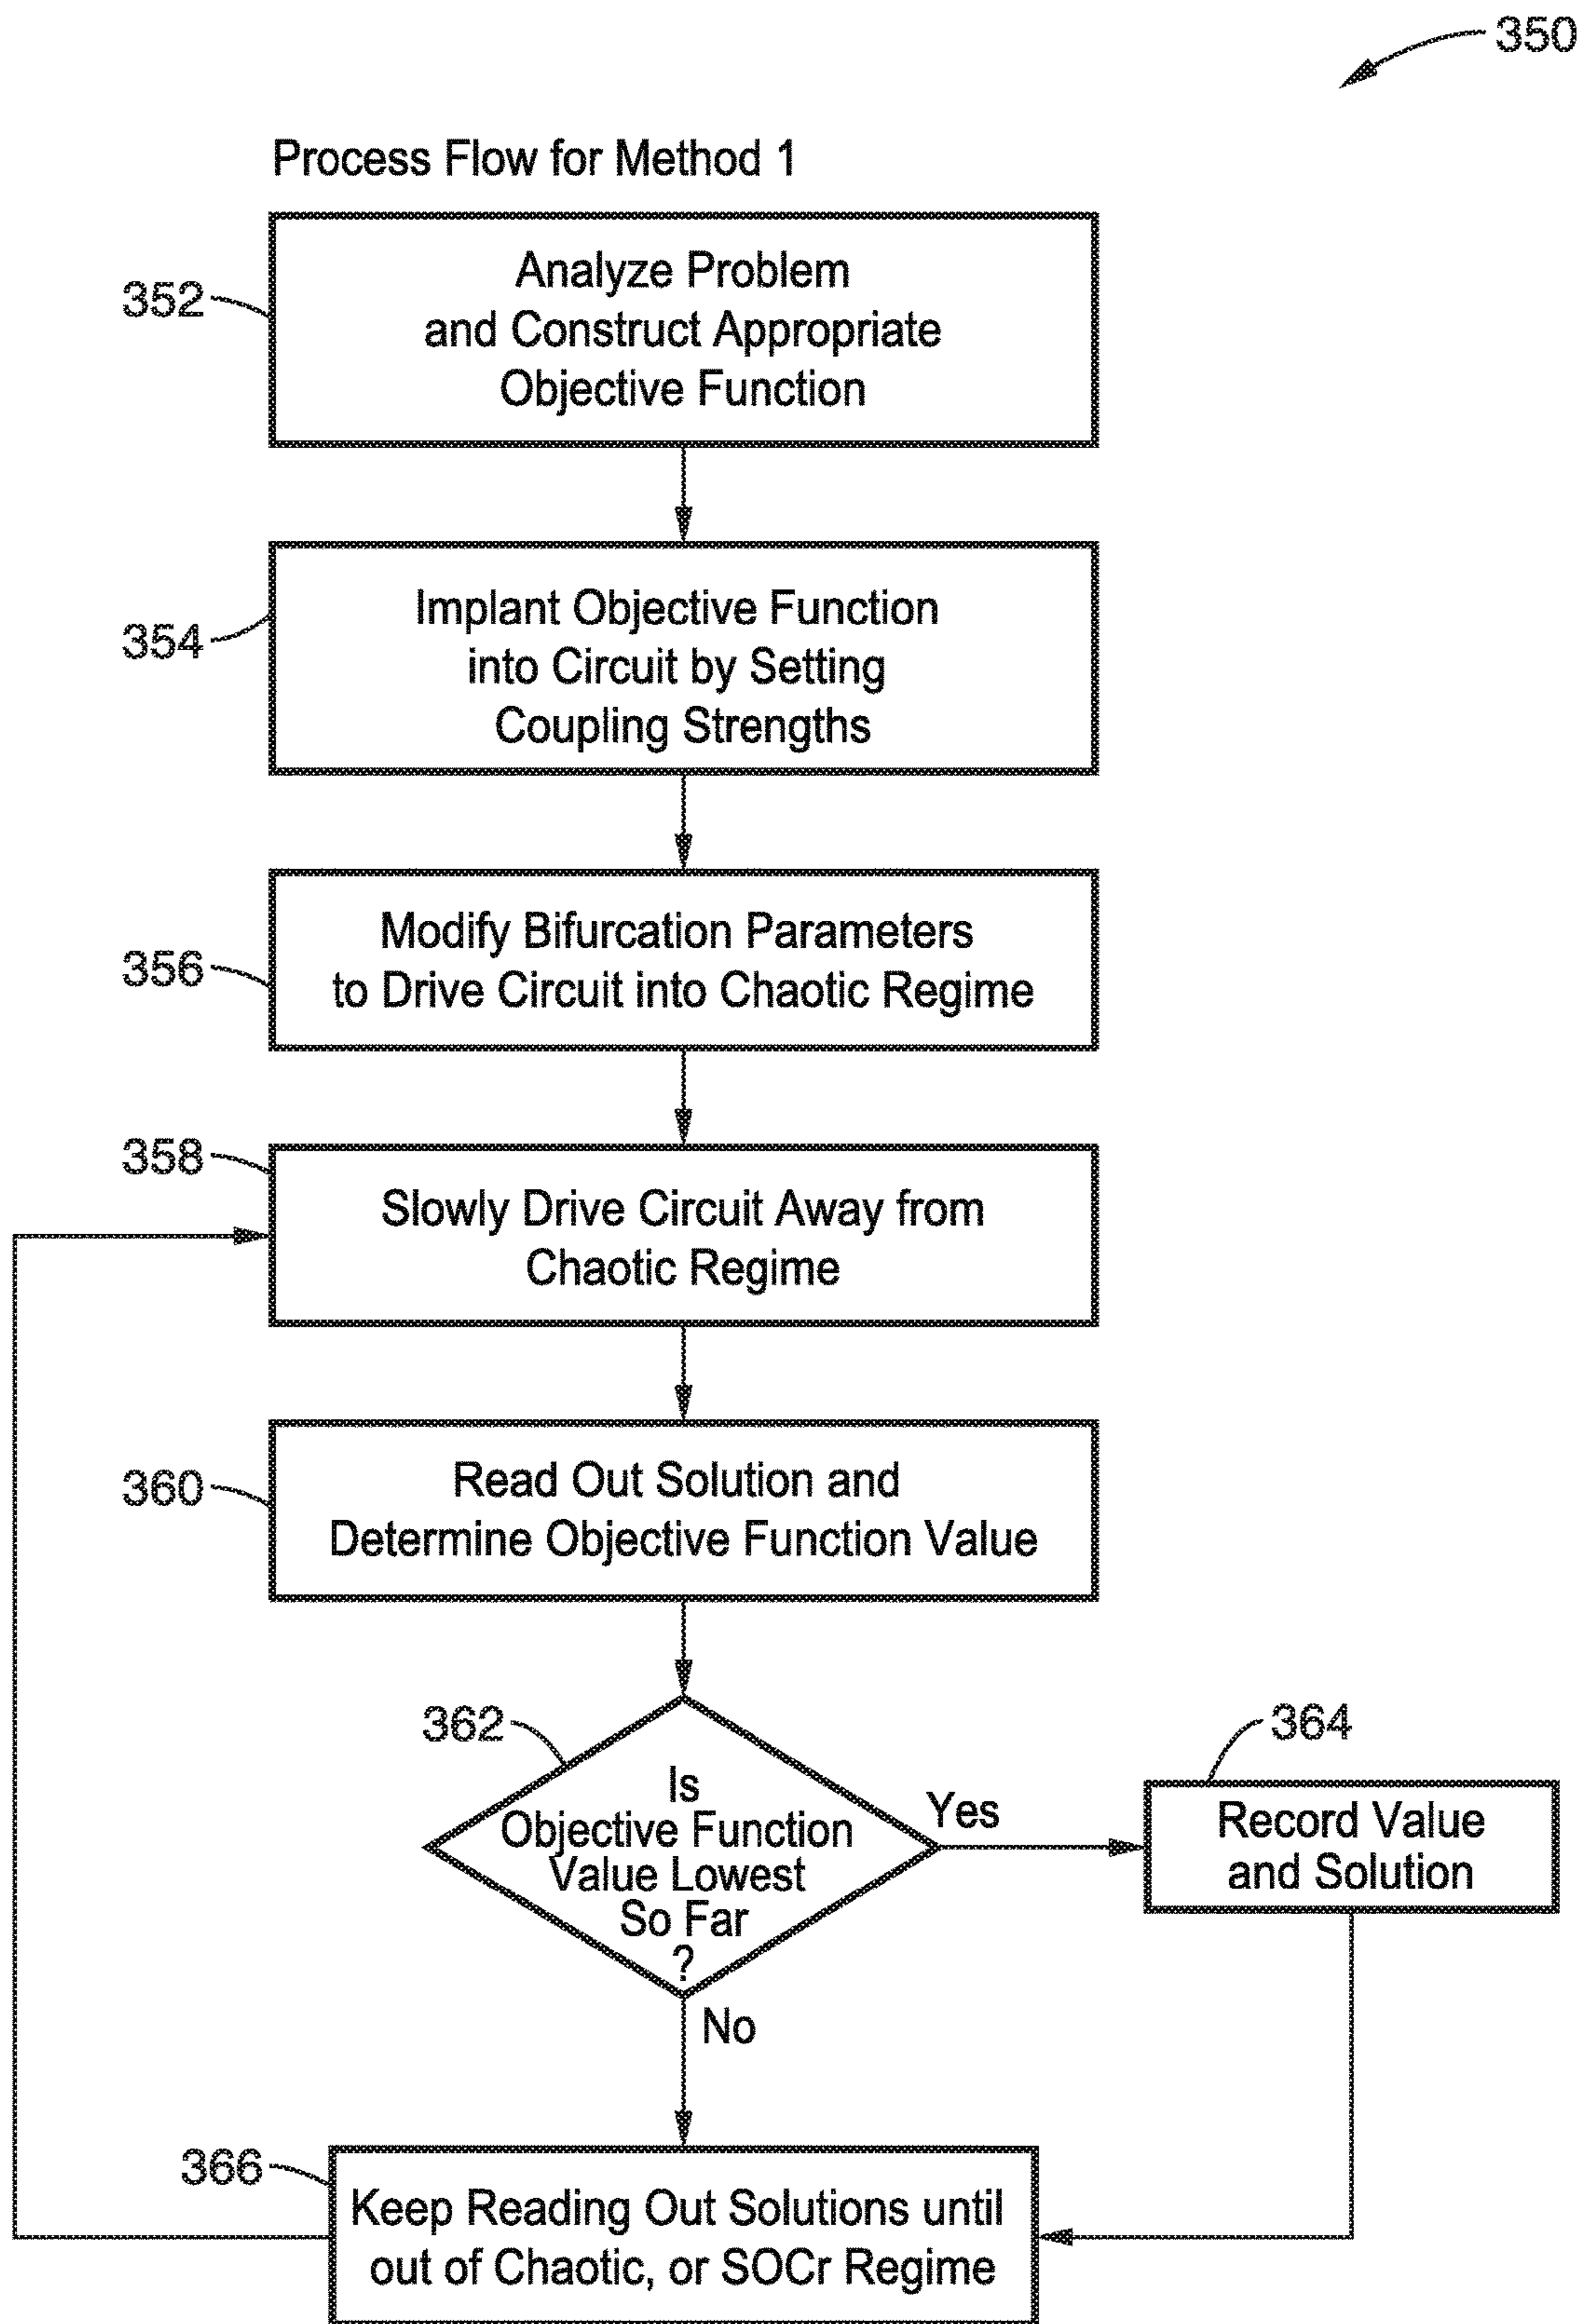 350
Process Flow for Method 1
352
Analyze Problem
and Construct Appropriate
Objective Function
354
Implant Objective Function
into Circuit by Setting
Coupling Strengths
356
Modify Bifurcation Parameters
to Drive Circuit into Chaotic Regime
358
Slowly Drive Circuit Away from
Chaotic Regime
360
Read Out Solution and
Determine Objective Function Value
362
Is
Objective Function
Value Lowest
So Far
?
Yes
364
Record Value
and Solution
No
366
Keep Reading Out Solutions until
out of Chaotic, or SOCr Regime